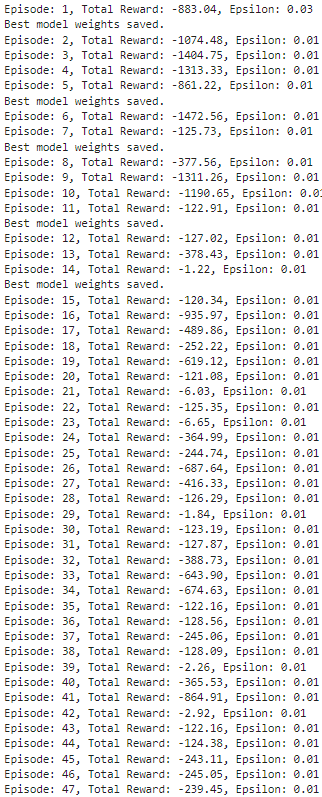 Episode: 1, Total Reward: -883.04, Epsilon: 0.03
Best model weights saved.
Episode: 2, Total Reward: -1074.48, Epsilon: 0.01
Episode: 3, Total Reward: -1404.75, Epsilon: 0.01
Episode: 4, Total Reward: -1313.33, Epsilon: 0.01
Episode: 5, Total Reward: -861.22, Epsilon: 0.01
Best model weights saved.
Episode: 6, Total Reward: -1472.56, Epsilon: 0.01
Episode: 7, Total Reward: -125.73, Epsilon: 0.01
Best model weights saved.
Episode: 8, Total Reward: -377.56, Epsilon: 0.01
Episode: 9, Total Reward: -1311.26, Epsilon: 0.01
Episode: 10, Total Reward: -1190.65, Epsilon: 0.01
Episode: 11, Total Reward: -122.91, Epsilon: 0.01
Best model weights saved.
Episode: 12, Total Reward: -127.02, Epsilon: 0.01
Episode: 13, Total Reward: -378.43, Epsilon: 0.01
Episode: 14, Total Reward: -1.22, Epsilon: 0.01
Best model weights saved.
Episode: 15, Total Reward: -120.34, Epsilon: 0.01
Episode: 16, Total Reward: -935.97, Epsilon: 0.01
Episode: 17, Total Reward: -489.86, Epsilon: 0.01
Episode: 18, Total Reward: -252.22, Epsilon: 0.01
Episode: 19, Total Reward: -619.12, Epsilon: 0.01
Episode: 20, Total Reward: -121.08, Epsilon: 0.01
Episode: 21, Total Reward: -6.03, Epsilon: 0.01
Episode: 22, Total Reward: -125.35, Epsilon: 0.01
Episode: 23, Total Reward: -6.65, Epsilon: 0.01
Episode: 24, Total Reward: -364.99, Epsilon: 0.01
Episode: 25, Total Reward: -244.74, Epsilon: 0.01
Episode: 26, Total Reward: -687.64, Epsilon: 0.01
Episode: 27, Total Reward: -416.33, Epsilon: 0.01
Episode: 28, Total Reward: -126.29, Epsilon: 0.01
Episode: 29, Total Reward: -1.84, Epsilon: 0.01
Episode: 30, Total Reward: -123.19, Epsilon: 0.01
Episode: 31, Total Reward: -127.87, Epsilon: 0.01
Episode: 32, Total Reward: -388.73, Epsilon: 0.01
Episode: 33, Total Reward: -643.90, Epsilon: 0.01
Episode: 34, Total Reward: -674.63, Epsilon: 0.01
Episode: 35, Total Reward: -122.16, Epsilon: 0.01
Episode: 36, Total Reward: -128.56, Epsilon: 0.01
Episode: 37, Total Reward: -245.06, Epsilon: 0.01
Episode: 38, Total Reward: -128.09, Epsilon: 0.01
Episode: 39, Total Reward: -2.26, Epsilon: 0.01
Episode: 40, Total Reward: -365.53, Epsilon: 0.01
Episode: 41, Total Reward: -864.91, Epsilon: 0.01
Episode: 42, Total Reward: -2.92, Epsilon: 0.01
Episode: 43, Total Reward: -122.16, Epsilon: 0.01
Episode: 44, Total Reward: -124.38, Epsilon: 0.01
Episode: 45, Total Reward: -243.11, Epsilon: 0.01
Episode: 46, Total Reward: -245.05, Epsilon: 0.01
Episode: 47, Total Reward: -239.45, Epsilon: 0.01